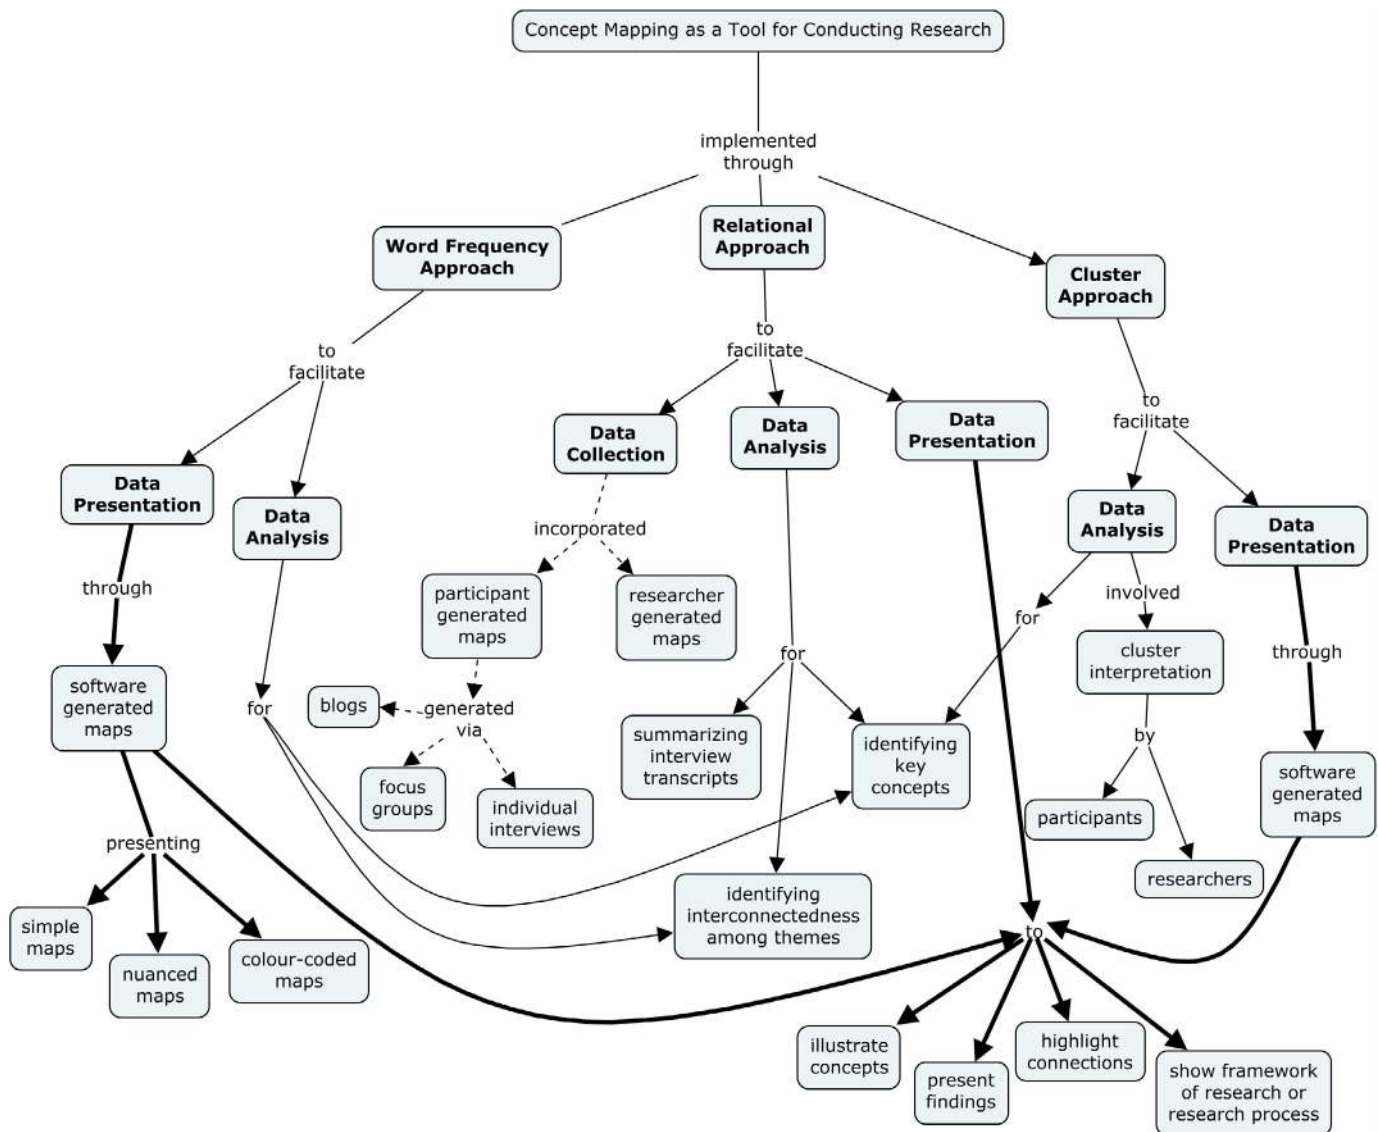 Concept Mapping as a Tool for Conducting Research
implemented
through
Word Frequency
Approach
Relational
Approach
Cluster
Approach
to
facilitate
to
facilitate
to
facilitate
Data
Presentation
Data
Analysis
Data
Collection
Data
Analysis
Data
Presentation
Data
Analysis
Data
Presentation
through
incorporated
participant
generated
maps
researcher
generated
maps
for
involved
cluster
interpretation
through
software
generated
maps
for
blogs
generated
via
focus
groups
individual
interviews
for
summarizing
interview
transcripts
identifying
key
concepts
by
participants
researchers
software
generated
maps
presenting
simple
maps
nuanced
maps
colour-coded
maps
identifying
interconnectedness
among themes
to
illustrate
concepts
present
findings
highlight
connections
show framework
of research or
research process